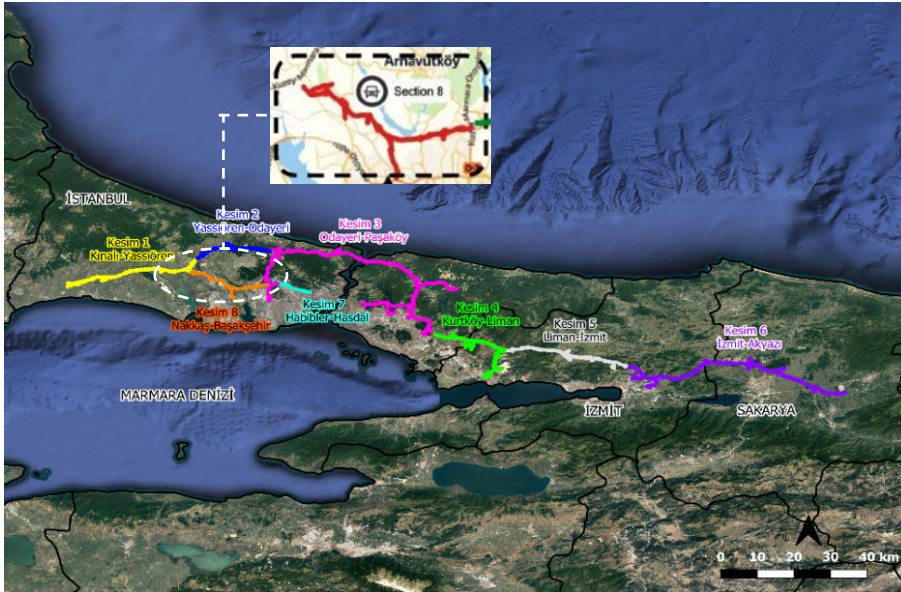 Arnavutköy
Section 8
İSTANBUL
Kesim 2
Yassıören-Odayeri
Kesim 3
Odayeri-Paşaköy
Kesim 1
Kınalı-Yassıören
Kesim 8
Nakkaş-Başakşehir
Kesim 7
Habibler-Hasdal
Kesim 4
Kurtköy-Liman
Kesim 5
Liman-İzmit
Kesim 6
İzmit-Akyazı
MARMARA DENİZİ
İZMİT
SAKARYA
0 10 20 30 40 km